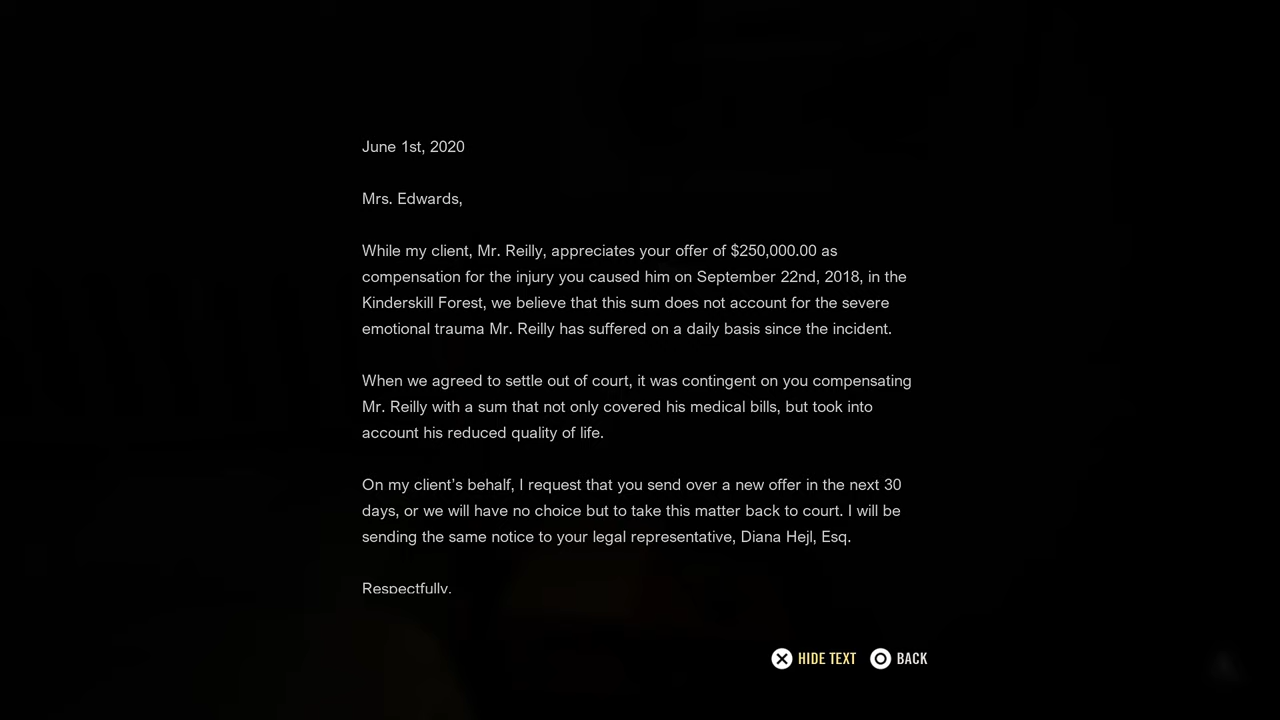 June 1st, 2020
Mrs. Edwards,
While my client, Mr. Reilly, appreciates your offer of $250,000.00 as
compensation for the injury you caused him on September 22nd, 2018, in the
Kinderskill Forest, we believe that this sum does not account for the severe
emotional trauma Mr. Reilly has suffered on a daily basis since the incident.
When we agreed to settle out of court, it was contingent on you compensating
Mr. Reilly with a sum that not only covered his medical bills, but took into
account his reduced quality of life.
On my client's behalf, I request that you send over a new offer in the next 30
days, or we will have no choice but to take this matter back to court. I will be
sending the same notice to your legal representative, Diana Hejl, Esq.
Respectfully,
HIDE TEXT BACK